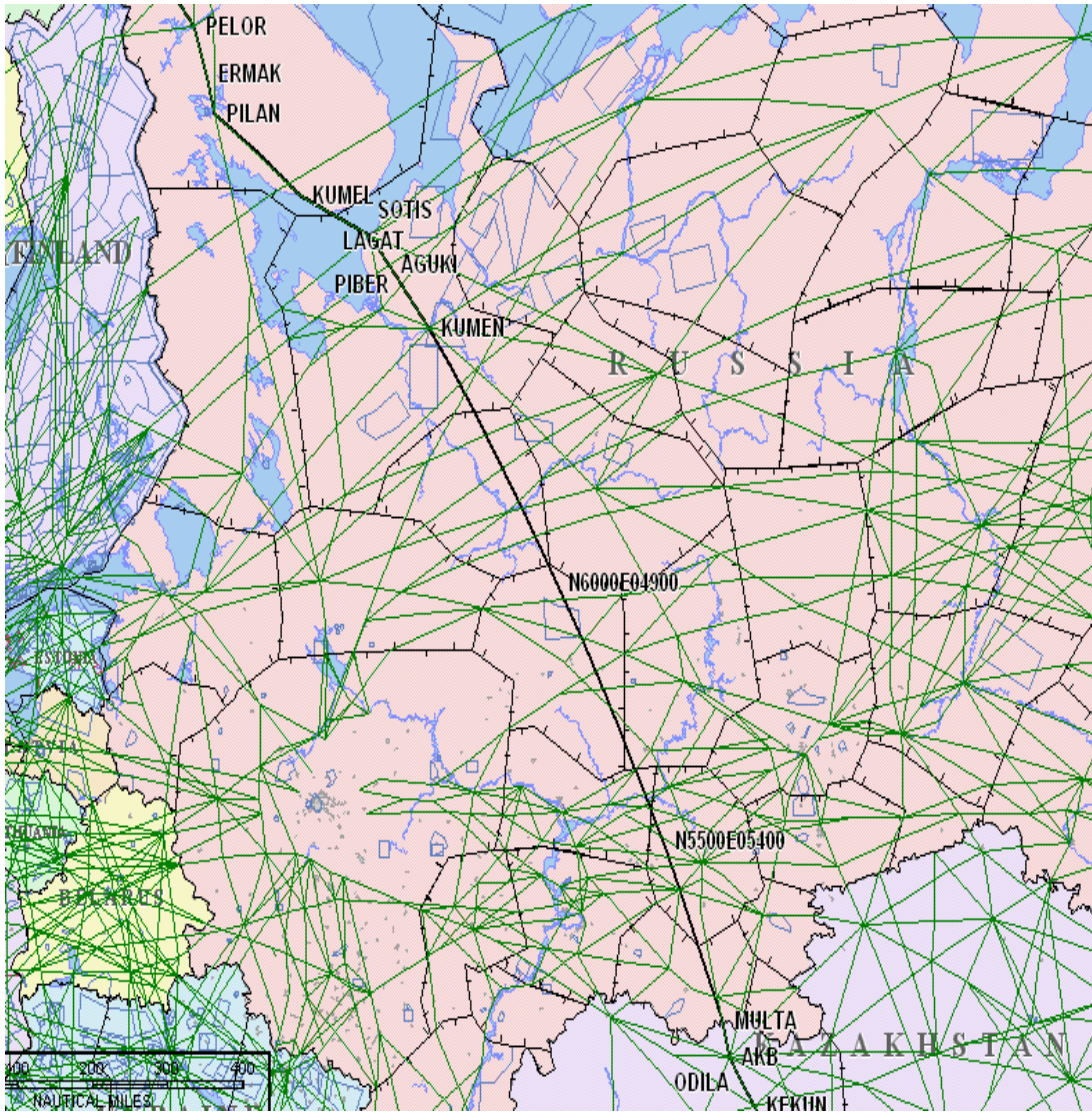 PELOR
ERMAK
PILAN
KUMEL
SOTIS
LAGAT
FINLAND
AGUKI
PIBER
KUMEN
R U S S I A
N6000E04900
ESTONIA
N5500E05400
BELARUS
MULTA
KAZAKHSTAN
AKB
200 300 400
ODILA
NAUTICAL MILES
KEKUN